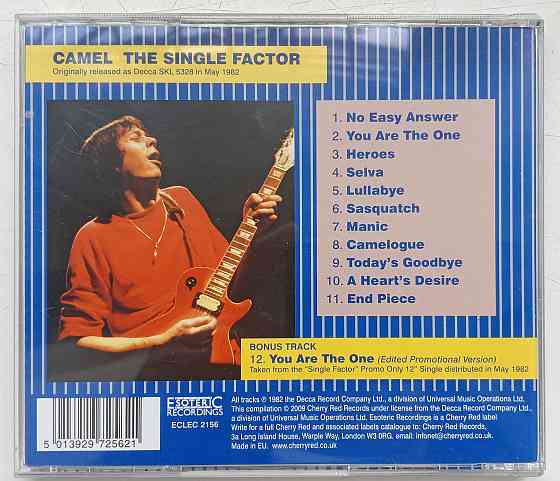 CAMEL THE SINGLE FACTOR
Originally released as Decca SKL 5328 in May 1982
1. No Easy Answer
2. You Are The One
3. Heroes
4. Selva
5. Lullabye
6. Sasquatch
7. Manic
8. Camelogue
9. Today's Goodbye
10. A Heart's Desire
11. End Piece
BONUS TRACK
12. You Are The One (Edited Promotional Version)
Taken from the "Single Factor" Promo Only 12" Single distributed in May 1982
5 013929 725621
ESOTERIC
RECORDINGS
ECLEC 2156
All tracks ℗ 1982 the Decca Record Company Ltd., a division of Universal Music Operations Ltd.
This compilation © 2009 Cherry Red Records under license from the Decca Record Company Ltd.,
a division of Universal Music Operations Ltd. Esoteric Recordings is a Cherry Red label
Write for a full Cherry Red and associated labels catalogue to: Cherry Red Records,
3a Long Island House, Warple Way, London W3 0RG. email: infonet@cherryred.co.uk.
Made in EU. www.cherryred.co.uk